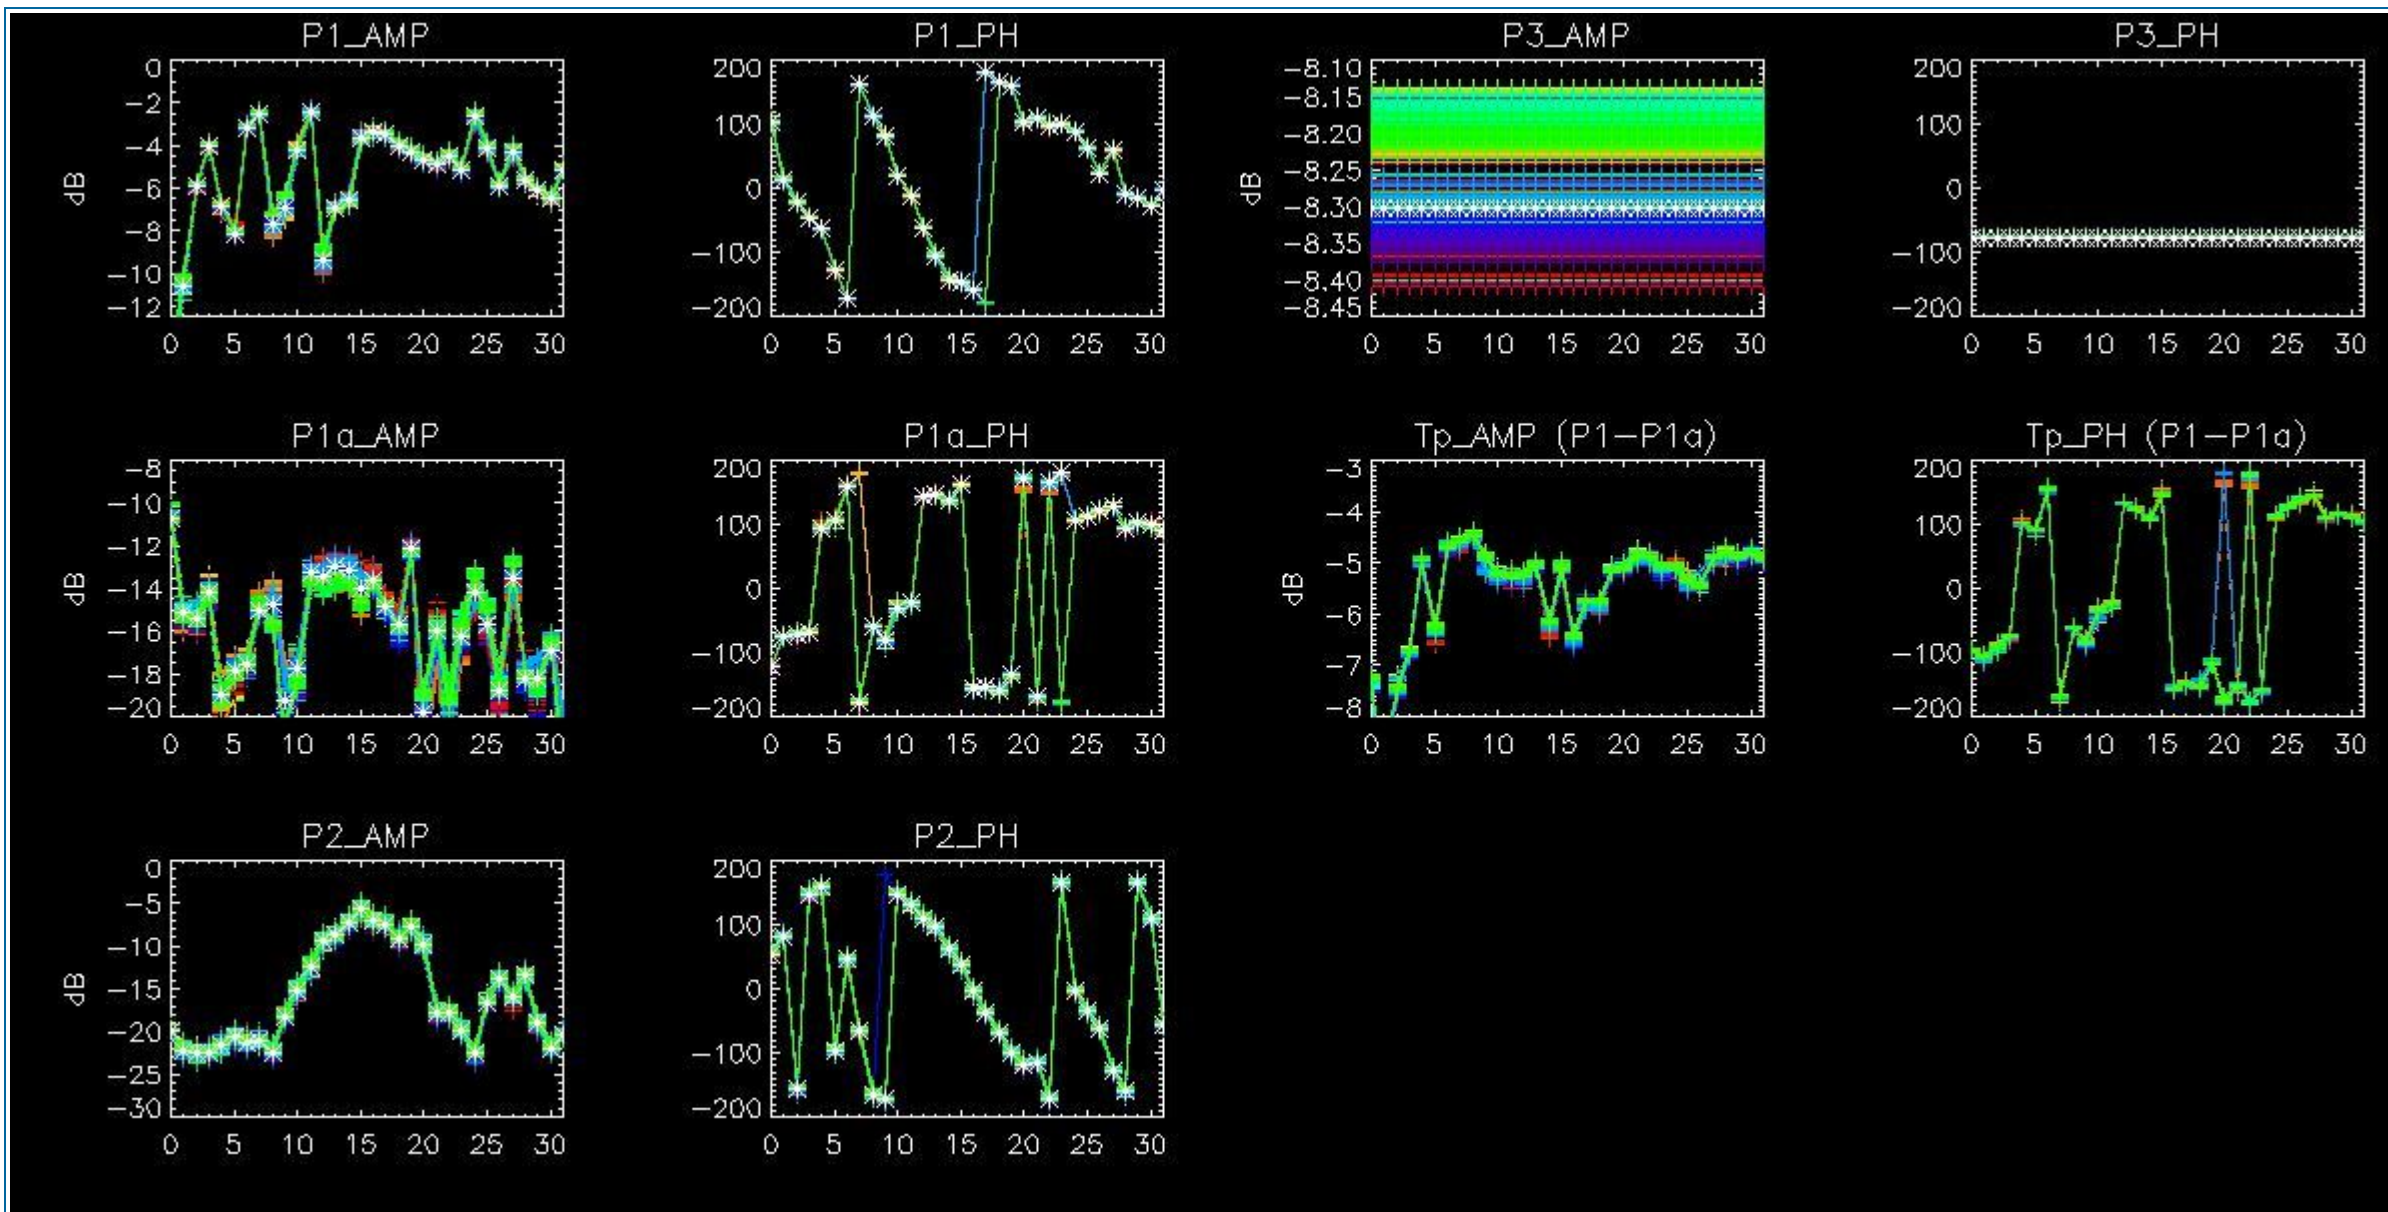 P1_AMP
dB
0
−2
−4
−6
−8
−10
−12
0 5 10 15 20 25 30
P1_PH
200
100
0
−100
−200
0 5 10 15 20 25 30
P3_AMP
dB
−8.10
−8.15
−8.20
−8.25
−8.30
−8.35
−8.40
−8.45
0 5 10 15 20 25 30
P3_PH
200
100
0
−100
−200
0 5 10 15 20 25 30
P1a_AMP
dB
−8
−10
−12
−14
−16
−18
−20
0 5 10 15 20 25 30
P1a_PH
200
100
0
−100
−200
0 5 10 15 20 25 30
Tp_AMP (P1−P1a)
dB
−3
−4
−5
−6
−7
−8
0 5 10 15 20 25 30
Tp_PH (P1−P1a)
200
100
0
−100
−200
0 5 10 15 20 25 30
P2_AMP
dB
0
−5
−10
−15
−20
−25
−30
0 5 10 15 20 25 30
P2_PH
200
100
0
−100
−200
0 5 10 15 20 25 30